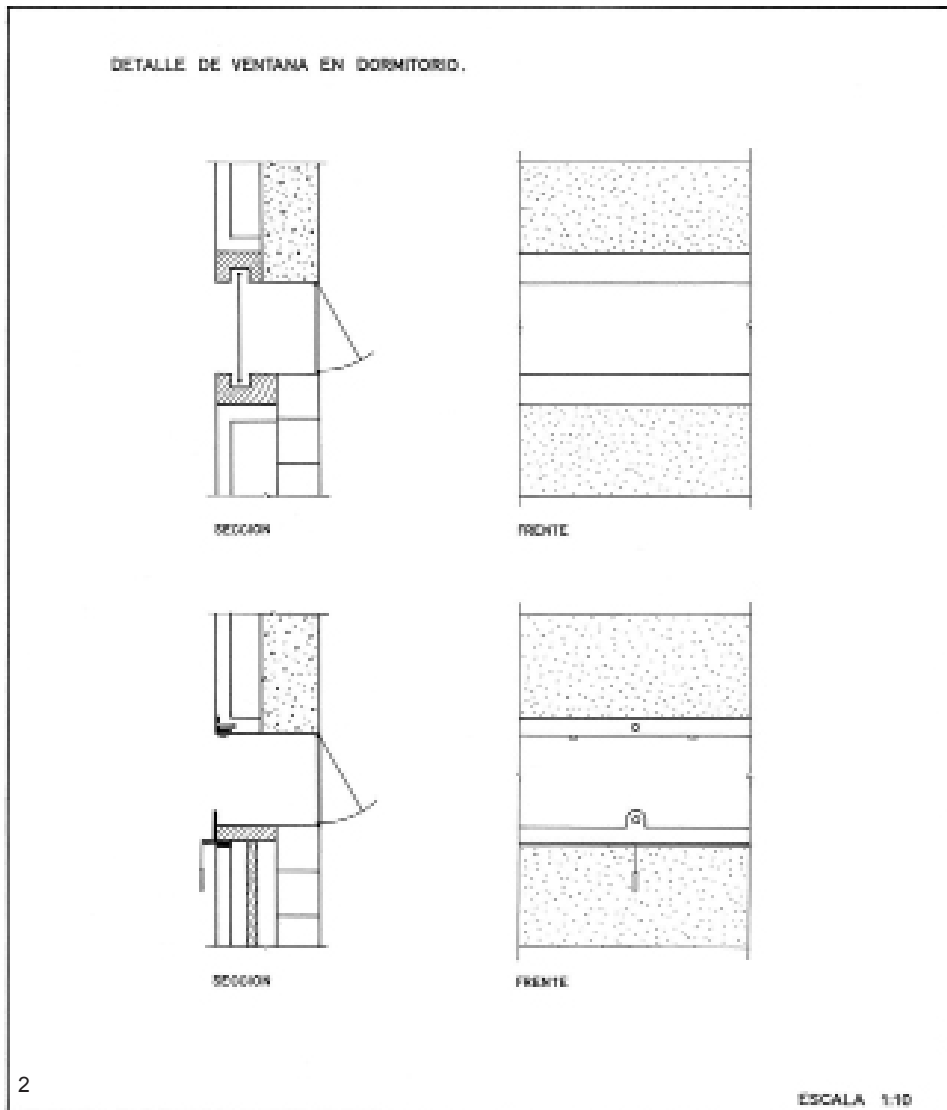 DETALLE DE VENTANA EN DORMITORIO.
SECCION
FRENTE
SECCION
FRENTE
2
ESCALA 1:10